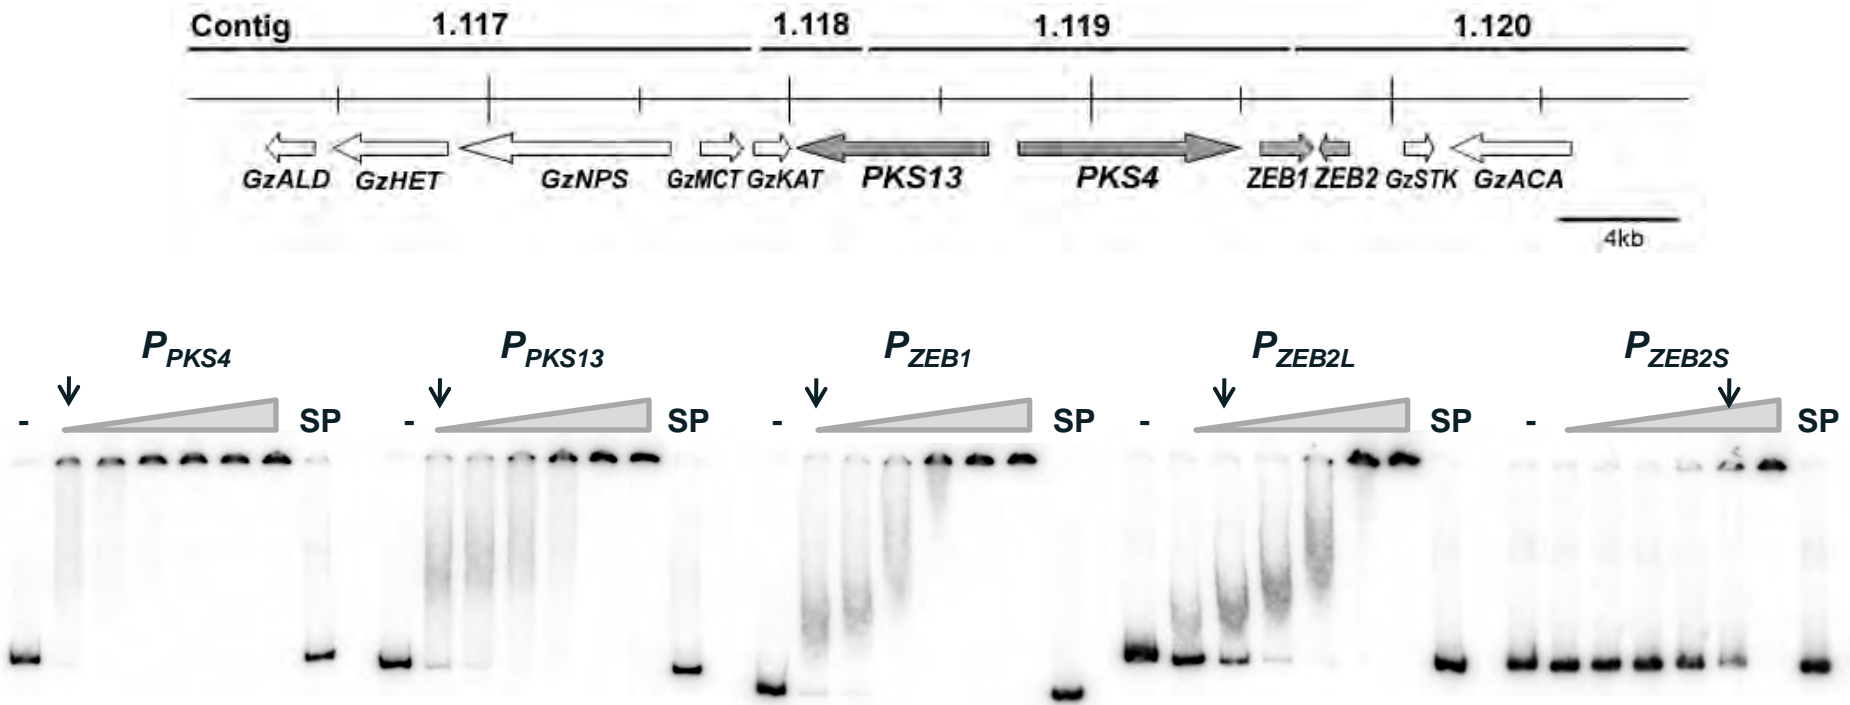 Contig 1.117 1.118 1.119 1.120
GzALD GzHET GzNPS GzMCT GzKAT PKS13 PKS4 ZEB1 ZEB2 GzSTK GzACA
4kb
PPKS4 PPKS13 PZEB1 PZEB2L PZEB2S
- SP - SP - SP - SP - SP